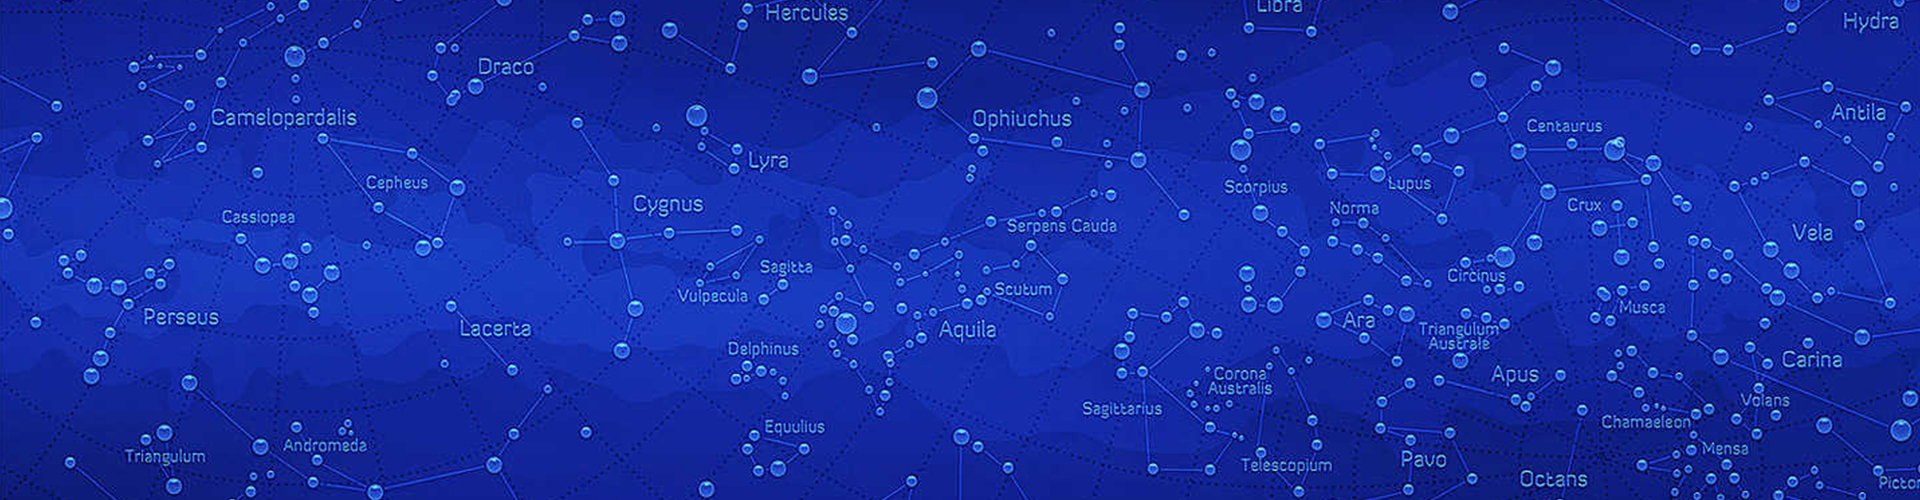 Hercules
Libra
Hydra
Draco
Camelopardalis
Ophiuchus
Antila
Centaurus
Lyra
Cepheus
Scorpius
Lupus
Cassiopea
Cygnus
Serpens Cauda
Norma
Crux
Vela
Sagitta
Vulpecula
Scutum
Circinus
Musca
Perseus
Lacerta
Aquila
Ara
Triangulum
Australe
Delphinus
Carina
Corona
Australis
Apus
Sagittarius
Volans
Chamaeleon
Equulius
Andromeda
Triangulum
Telescopium
Pavo
Mensa
Octans
Pictor